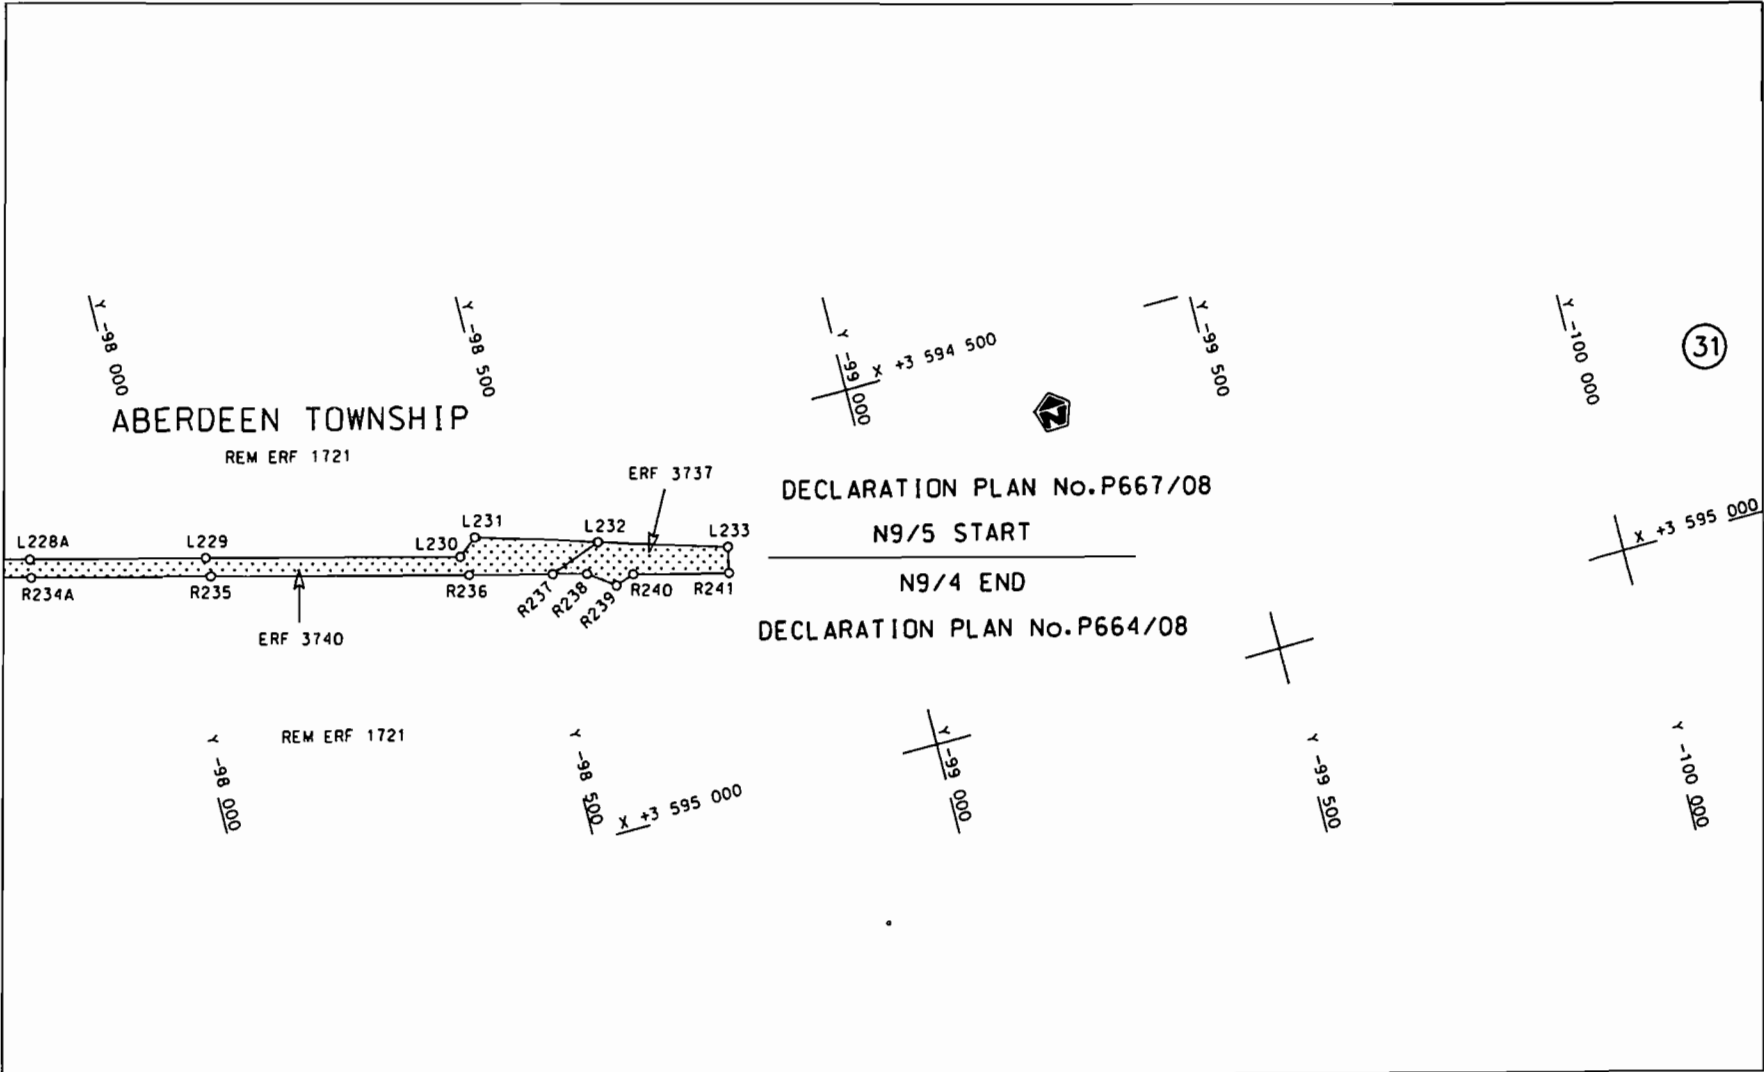 Y -98 000
Y -98 500
Y -99 000
X +3 594 500
Y -99 500
Y -100 000
31
ABERDEEN TOWNSHIP
REM ERF 1721
ERF 3737
N
DECLARATION PLAN No.P667/08
N9/5 START
N9/4 END
DECLARATION PLAN No.P664/08
L228A
L229
L230
L231
L232
L233
R234A
R235
R236
R237
R238
R239
R240
R241
ERF 3740
X +3 595 000
REM ERF 1721
Y -98 000
Y -98 500
X +3 595 000
Y -99 000
Y -99 500
Y -100 000